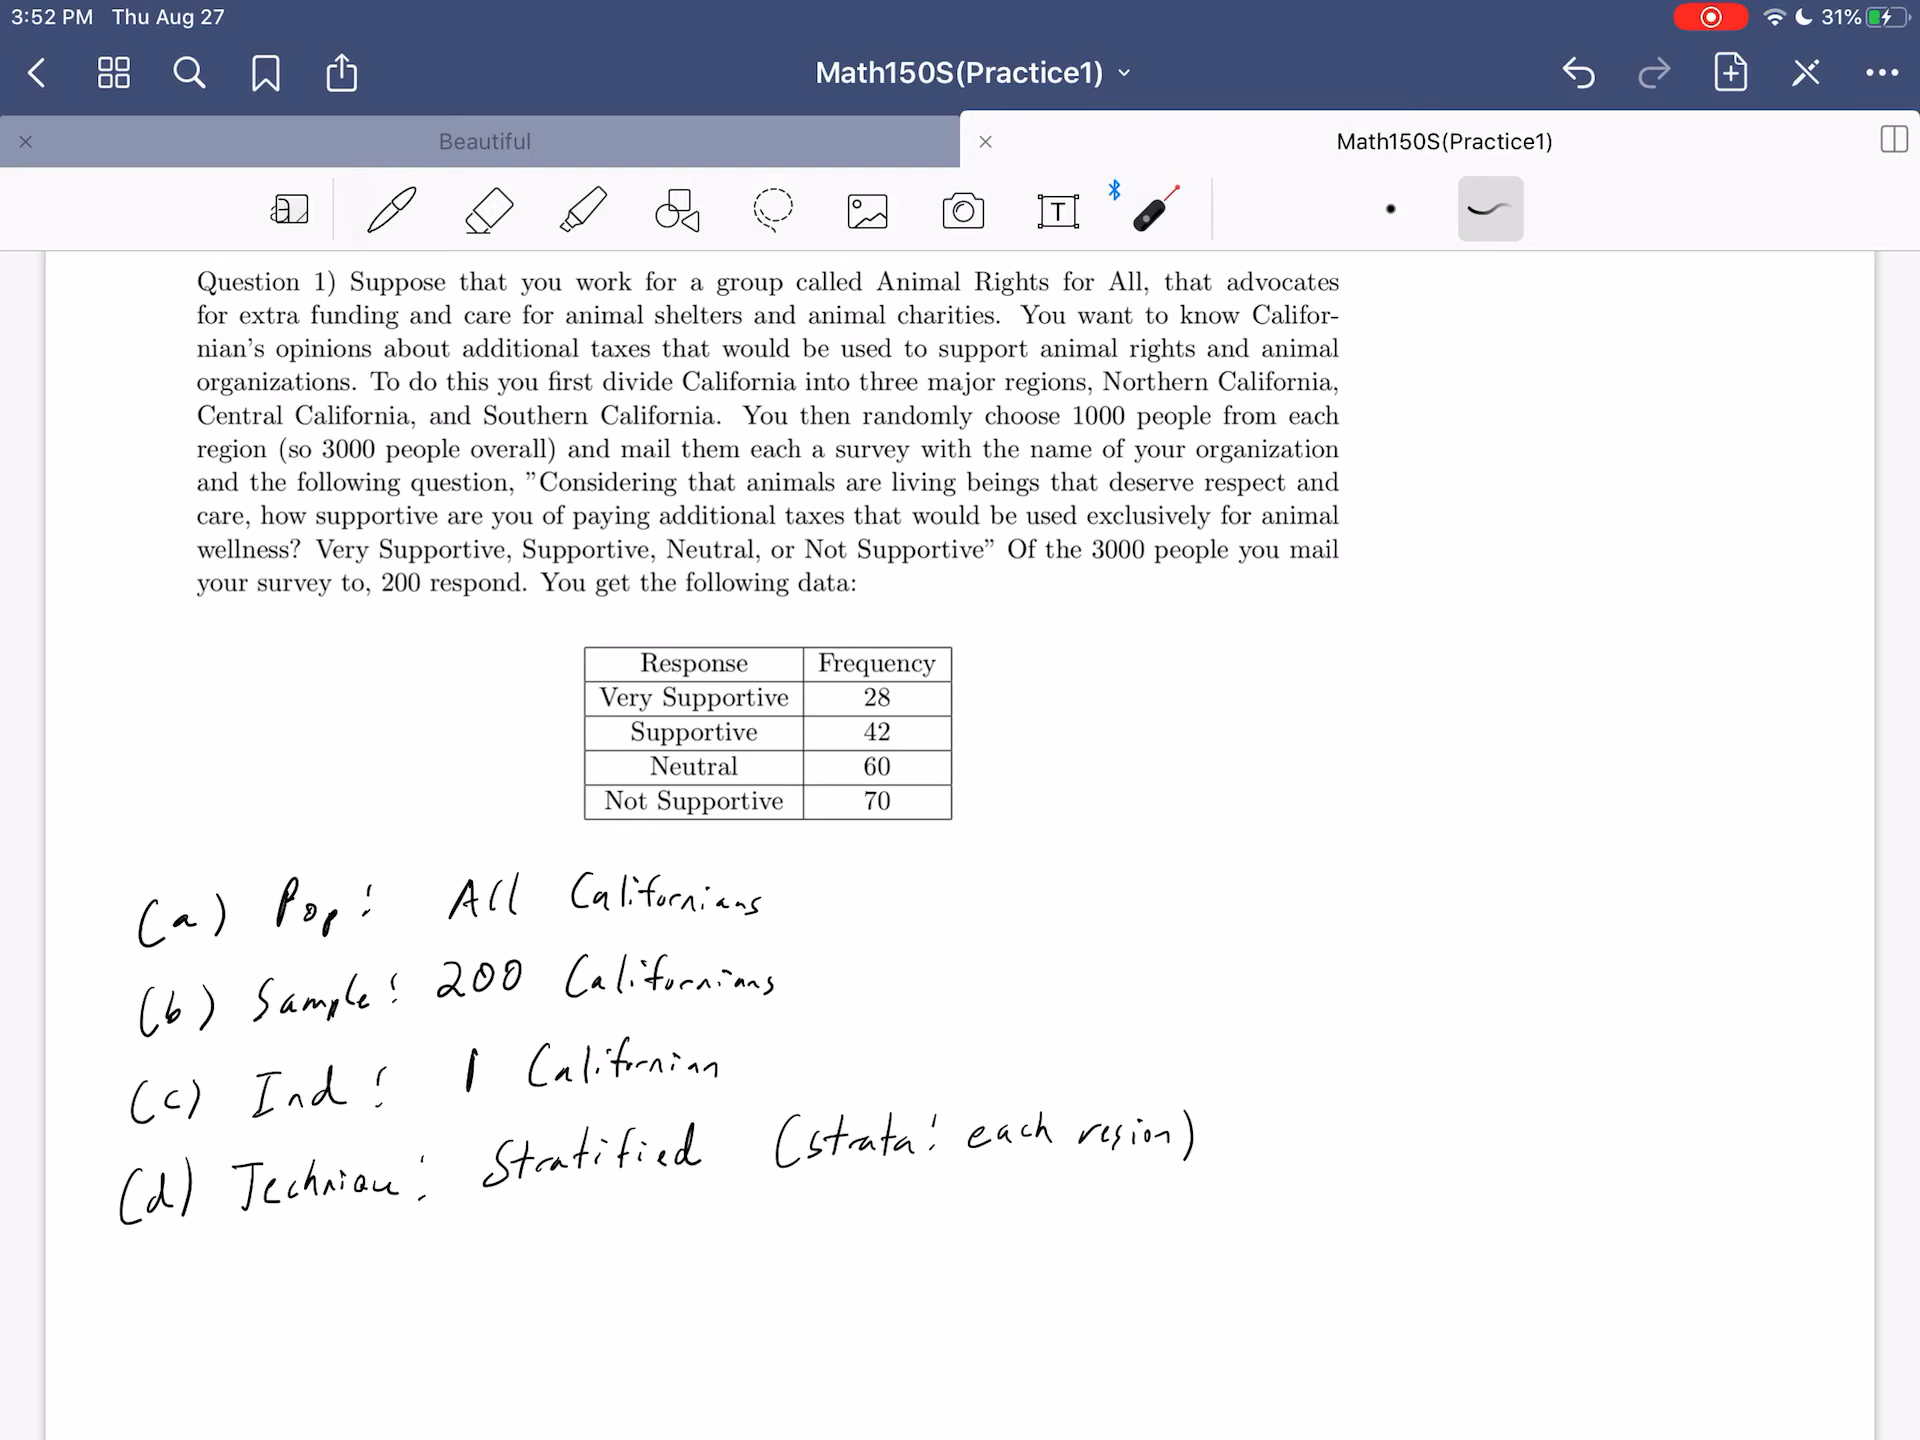 3:52 PM Thu Aug 27
31%
Math150S(Practice1)
Beautiful
Math150S(Practice1)
Question 1) Suppose that you work for a group called Animal Rights for All, that advocates
for extra funding and care for animal shelters and animal charities. You want to know Califor-
nian's opinions about additional taxes that would be used to support animal rights and animal
organizations. To do this you first divide California into three major regions, Northern California,
Central California, and Southern California. You then randomly choose 1000 people from each
region (so 3000 people overall) and mail them each a survey with the name of your organization
and the following question, ”Considering that animals are living beings that deserve respect and
care, how supportive are you of paying additional taxes that would be used exclusively for animal
wellness? Very Supportive, Supportive, Neutral, or Not Supportive” Of the 3000 people you mail
your survey to, 200 respond. You get the following data:
Response Frequency
Very Supportive 28
Supportive 42
Neutral 60
Not Supportive 70
(a) Pop: All Californians
(b) Sample: 200 Californians
(c) Ind: 1 Californian
(d) Technique: Stratified (strata: each region)